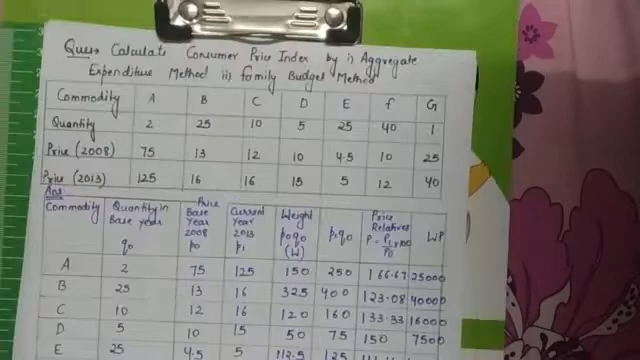 Ques Calculate Consumer Price Index by i) Aggregate
Expenditure Method ii) Family Budget Method
Commodity A B C D E F G
Quantity 2 25 10 5 25 40 1
Price (2008) 75 13 12 10 4.5 10 25
Price (2013) 125 16 16 15 5 12 40
Ans:
Commodity Quantity in Base year q₀ Price Base Year 2008 p₀ Current Year 2013 p₁ Weight p₀q₀ (W) p₁q₀ Price Relatives P = P₁/P₀ x100 WP
A 2 75 125 150 250 166.67 25000
B 25 13 16 325 400 123.08 40000
C 10 12 16 120 160 133.33 16000
D 5 10 15 50 75 150 7500
E 25 4.5 5 112.5 125